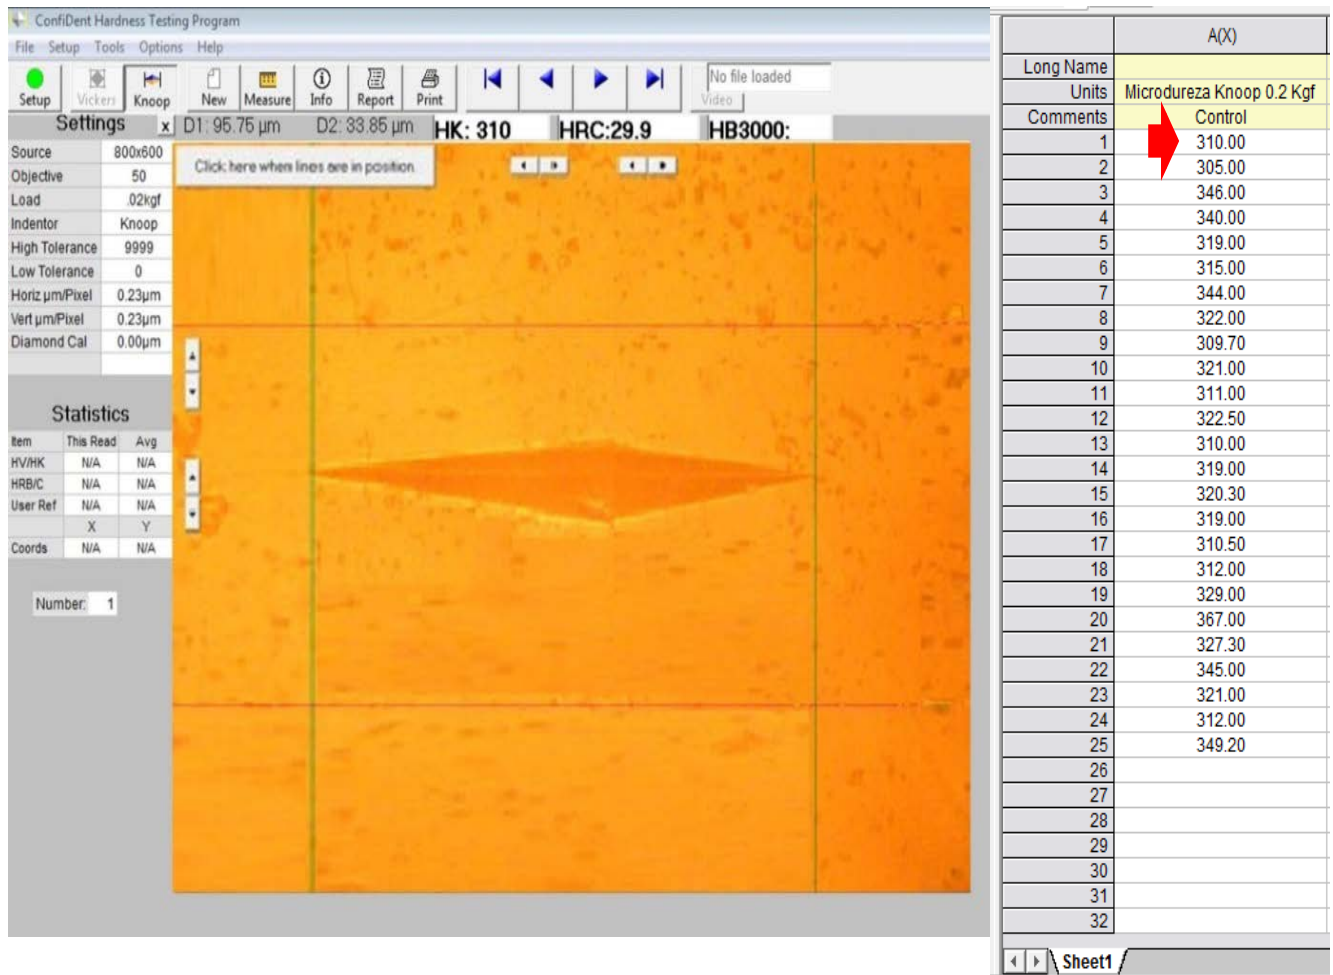 ConfiDent Hardness Testing Program
File Setup Tools Options Help
Setup Vickers Knoop New Measure Info Report Print No file loaded Video
Settings x D1: 95.75 µm D2: 33.85 µm HK: 310 HRC:29.9 HB3000:
Click here when lines are in position
Source 800x600
Objective 50
Load .02kgf
Indentor Knoop
High Tolerance 9999
Low Tolerance 0
Horiz µm/Pixel 0.23µm
Vert µm/Pixel 0.23µm
Diamond Cal 0.00µm
Statistics
Item This Read Avg
HV/HK N/A N/A
HRB/C N/A N/A
User Ref N/A N/A
X Y
Coords N/A N/A
Number: 1
A(X)
Long Name
Units Microdureza Knoop 0.2 Kgf
Comments Control
1 310.00
2 305.00
3 346.00
4 340.00
5 319.00
6 315.00
7 344.00
8 322.00
9 309.70
10 321.00
11 311.00
12 322.50
13 310.00
14 319.00
15 320.30
16 319.00
17 310.50
18 312.00
19 329.00
20 367.00
21 327.30
22 345.00
23 321.00
24 312.00
25 349.20
26
27
28
29
30
31
32
Sheet1